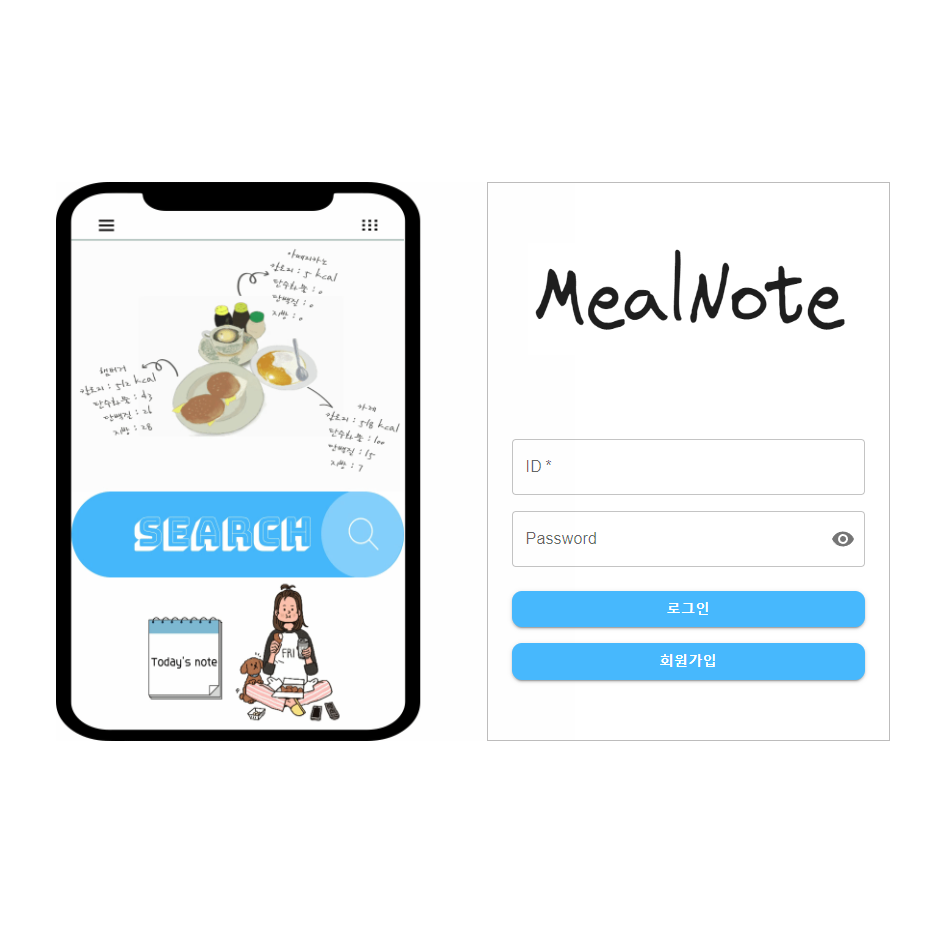 아메리카노
칼로리 : 5 kcal
탄수화물 : 0
단백질 : 0
지방 : 0
햄버거
칼로리 : 512 kcal
탄수화물 : 43
단백질 : 26
지방 : 28
카레
칼로리 : 518 kcal
탄수화물 : 100
단백질 : 15
지방 : 7
SEARCH
Today's note
FRI
MealNote
ID *
Password
로그인
회원가입